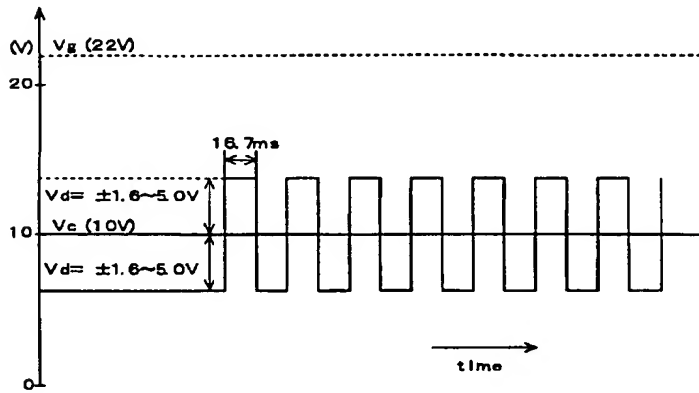 (V)
Vg (22V)
20
16.7ms
Vd= ±1.6~5.0V
Vc (10V)
10
Vd= ±1.6~5.0V
time
0